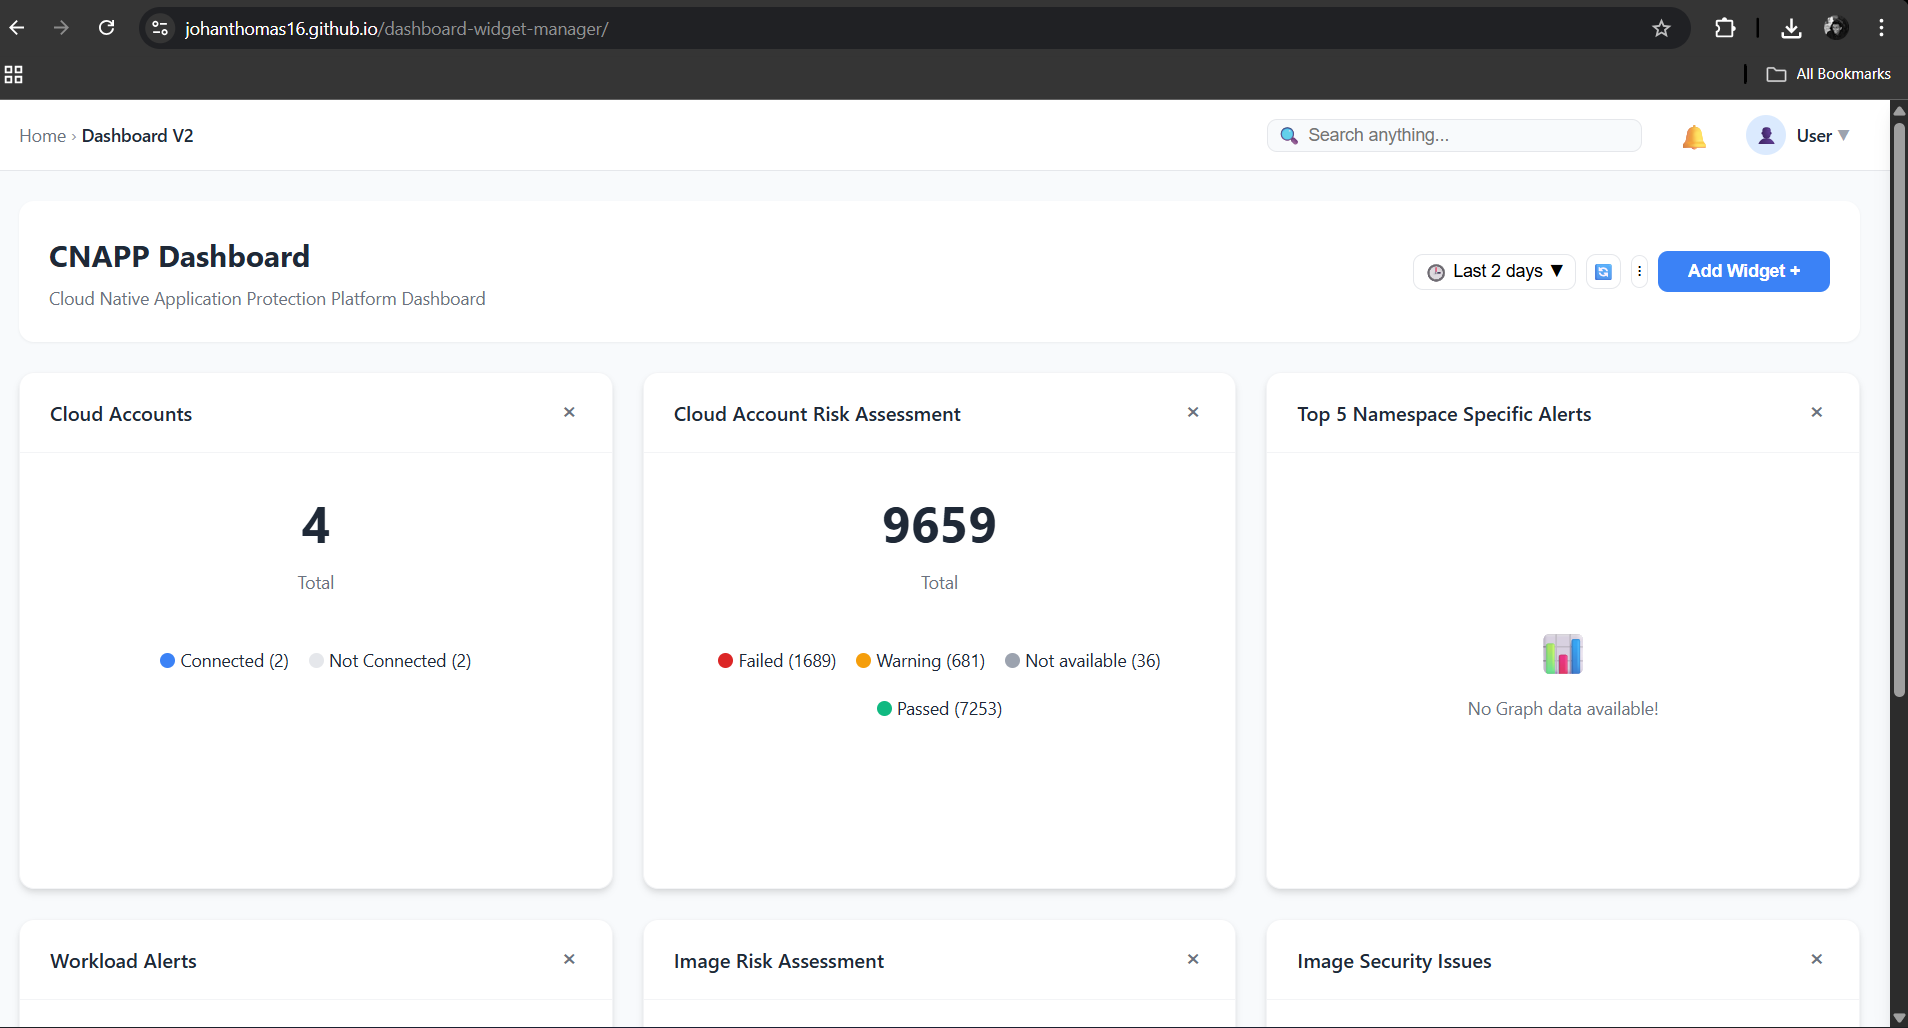 johanthomas16.github.io/dashboard-widget-manager/
All Bookmarks
Home › Dashboard V2
Search anything...
User ▼
CNAPP Dashboard
Cloud Native Application Protection Platform Dashboard
Last 2 days ▼
Add Widget +
Cloud Accounts ×
4
Total
Connected (2) Not Connected (2)
Cloud Account Risk Assessment ×
9659
Total
Failed (1689) Warning (681) Not available (36)
Passed (7253)
Top 5 Namespace Specific Alerts ×
No Graph data available!
Workload Alerts ×
Image Risk Assessment ×
Image Security Issues ×